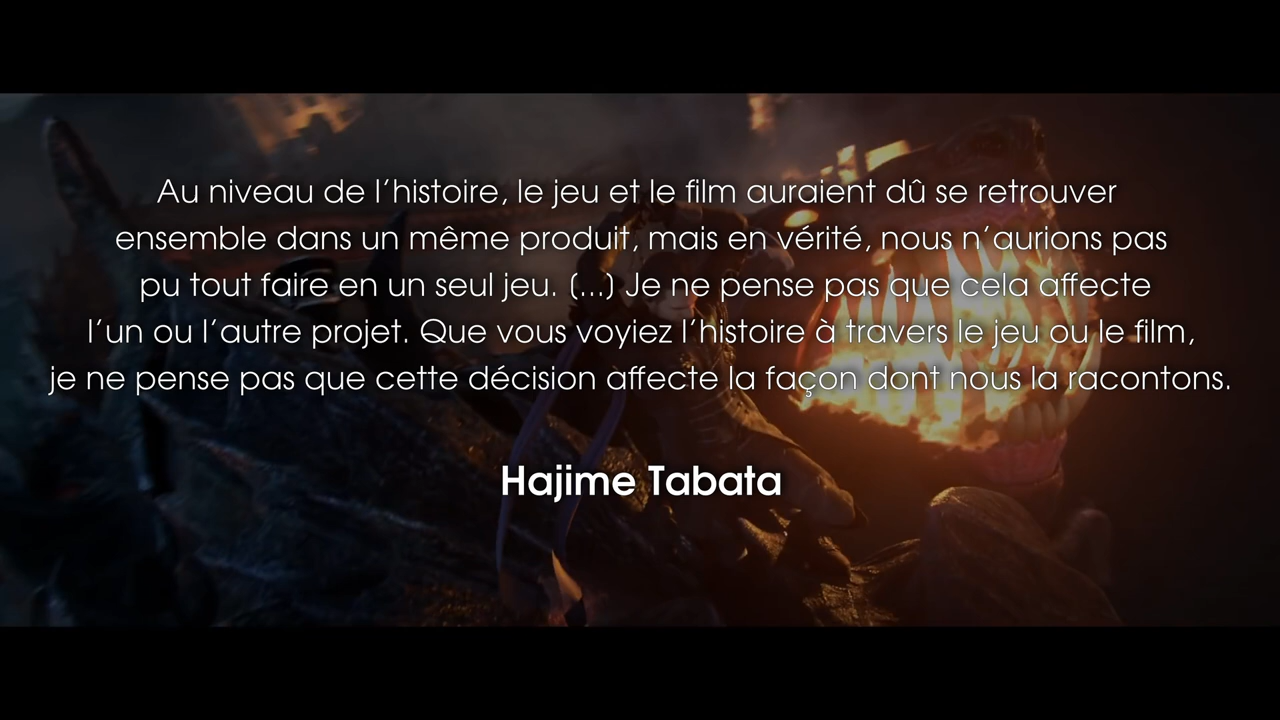 Au niveau de l’histoire, le jeu et le film auraient dû se retrouver
ensemble dans un même produit, mais en vérité, nous n’aurions pas
pu tout faire en un seul jeu. (...) Je ne pense pas que cela affecte
l’un ou l’autre projet. Que vous voyiez l’histoire à travers le jeu ou le film,
je ne pense pas que cette décision affecte la façon dont nous la racontons.
Hajime Tabata